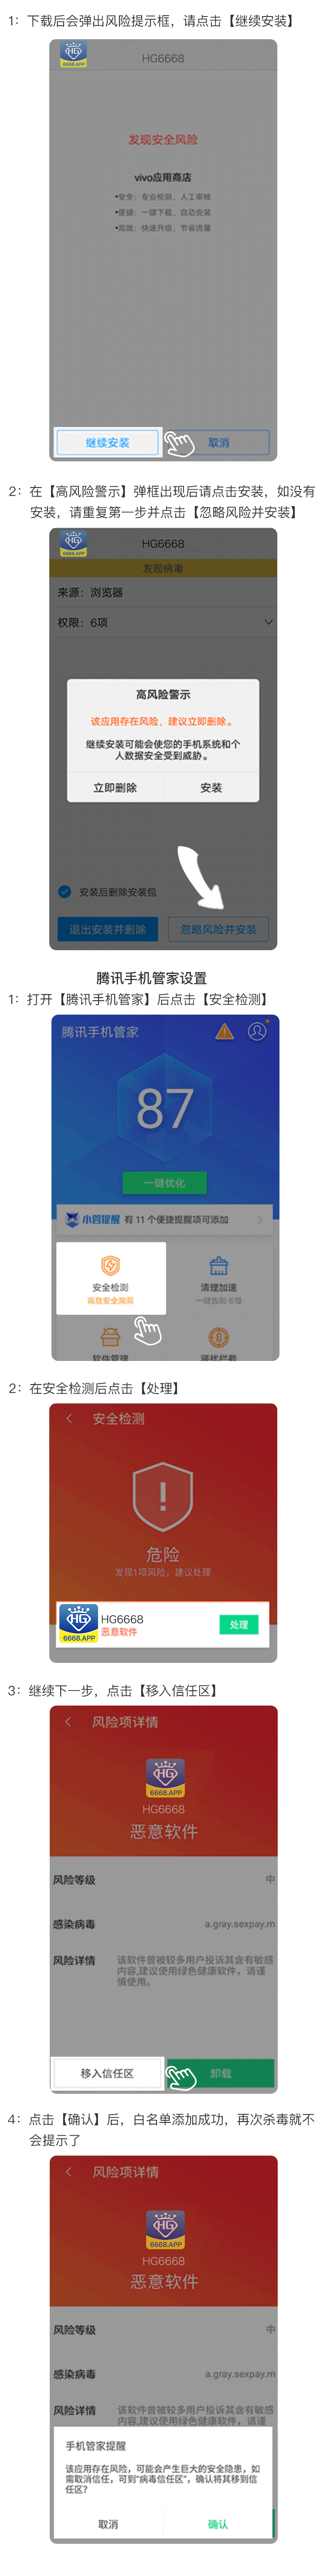 1：下载后会弹出风险提示框，请点击【继续安装】
6668.APP
HG6668
发现安全风险
vivo应用商店
•安全：专业检测，人工审核
•便捷：一键下载，自动安装
•高效：快速升级，节省流量
继续安装
取消
2：在【高风险警示】弹框出现后请点击安装，如没有
安装，请重复第一步并点击【忽略风险并安装】
6668.APP
HG6668
发现病毒
来源：浏览器
权限：6项
高风险警示
该应用存在风险，建议立即删除。
继续安装可能会使您的手机系统和个
人数据安全受到威胁。
立即删除
安装
安装后删除安装包
退出安装并删除
忽略风险并安装
腾讯手机管家设置
1：打开【腾讯手机管家】后点击【安全检测】
腾讯手机管家
87
一键优化
小管提醒 有 11 个便捷提醒项可添加
安全检测
高危安全漏洞
清理加速
一键告别卡慢
软件管理
骚扰拦截
2：在安全检测后点击【处理】
安全检测
危险
发现1项风险，建议处理
HG
6668.APP
HG6668
恶意软件
处理
3：继续下一步，点击【移入信任区】
风险项详情
HG
6668.APP
HG6668
恶意软件
风险等级
中
感染病毒
a.gray.sexpay.m
风险详情
该软件曾被较多用户投诉其含有敏感
内容,建议使用绿色健康软件，请谨
慎使用。
移入信任区
卸载
4：点击【确认】后，白名单添加成功，再次杀毒就不
会提示了
风险项详情
HG
6668.APP
HG6668
恶意软件
风险等级
中
感染病毒
a.gray.sexpay.m
风险详情
该软件曾被较多用户投诉其含有敏感
内容,建议使用绿色健康软件，请谨
手机管家提醒
该应用存在风险，可能会产生巨大的安全隐患，如
需取消信任，可到“病毒信任区”，确认将其移到信
任区？
取消
确认